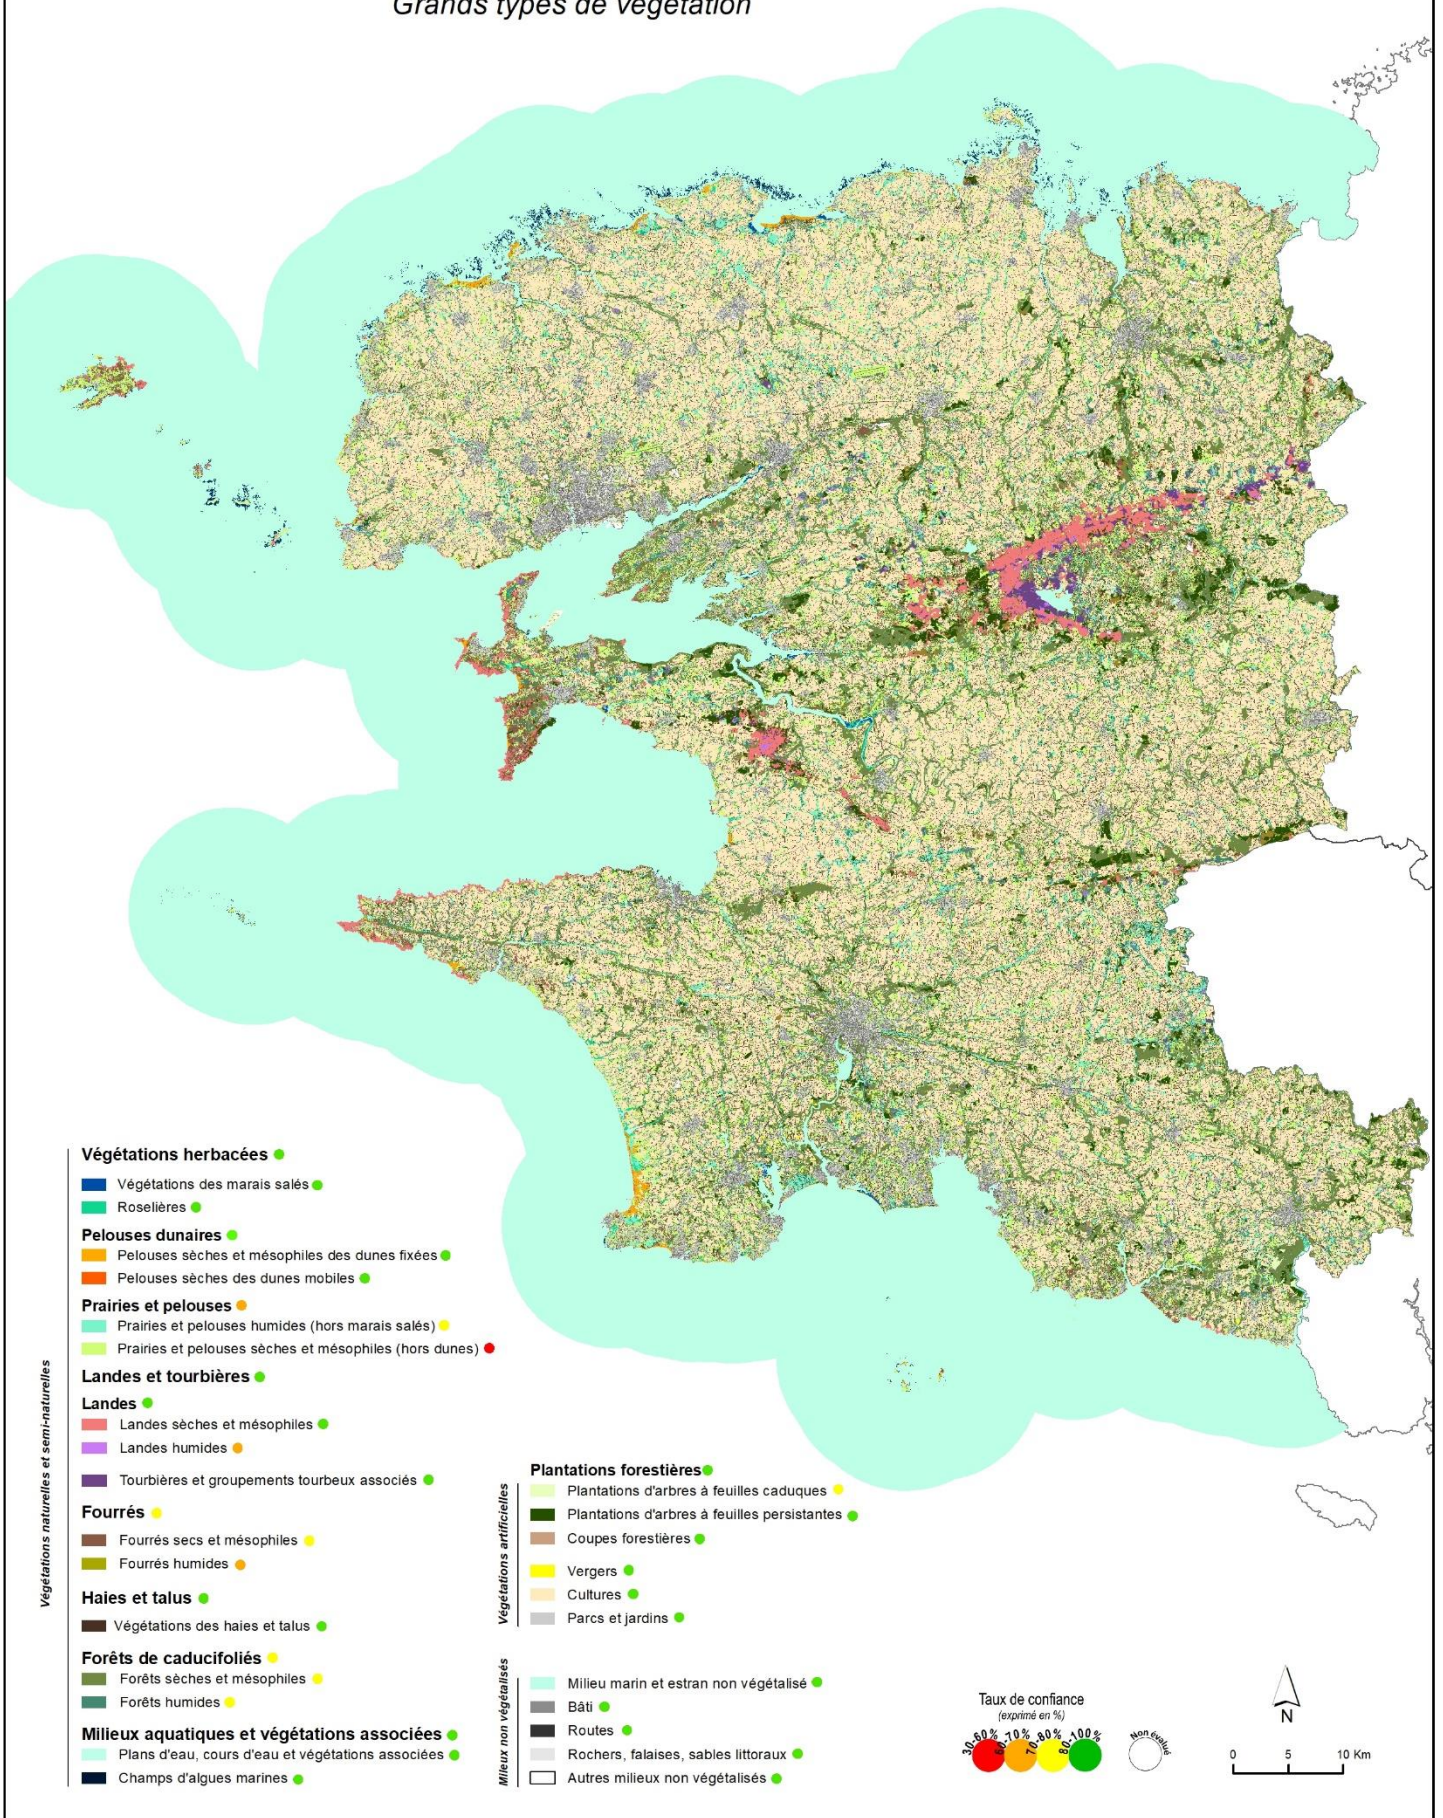 Grands types de végétation
Végétations naturelles et semi-naturelles
Végétations herbacées
Végétations des marais salés
Roselières
Pelouses dunaires
Pelouses sèches et mésophiles des dunes fixées
Pelouses sèches des dunes mobiles
Prairies et pelouses
Prairies et pelouses humides (hors marais salés)
Prairies et pelouses sèches et mésophiles (hors dunes)
Landes et tourbières
Landes
Landes sèches et mésophiles
Landes humides
Tourbières et groupements tourbeux associés
Fourrés
Fourrés secs et mésophiles
Fourrés humides
Haies et talus
Végétations des haies et talus
Forêts de caducifoliés
Forêts sèches et mésophiles
Forêts humides
Milieux aquatiques et végétations associées
Plans d'eau, cours d'eau et végétations associées
Champs d'algues marines
Végétations artificielles
Plantations forestières
Plantations d'arbres à feuilles caduques
Plantations d'arbres à feuilles persistantes
Coupes forestières
Vergers
Cultures
Parcs et jardins
Mileux non végétalisés
Milieu marin et estran non végétalisé
Bâti
Routes
Rochers, falaises, sables littoraux
Autres milieux non végétalisés
Taux de confiance
(exprimé en %)
30-60% 60-70% 70-80% 80-100%
Non évalué
N
0 5 10 Km